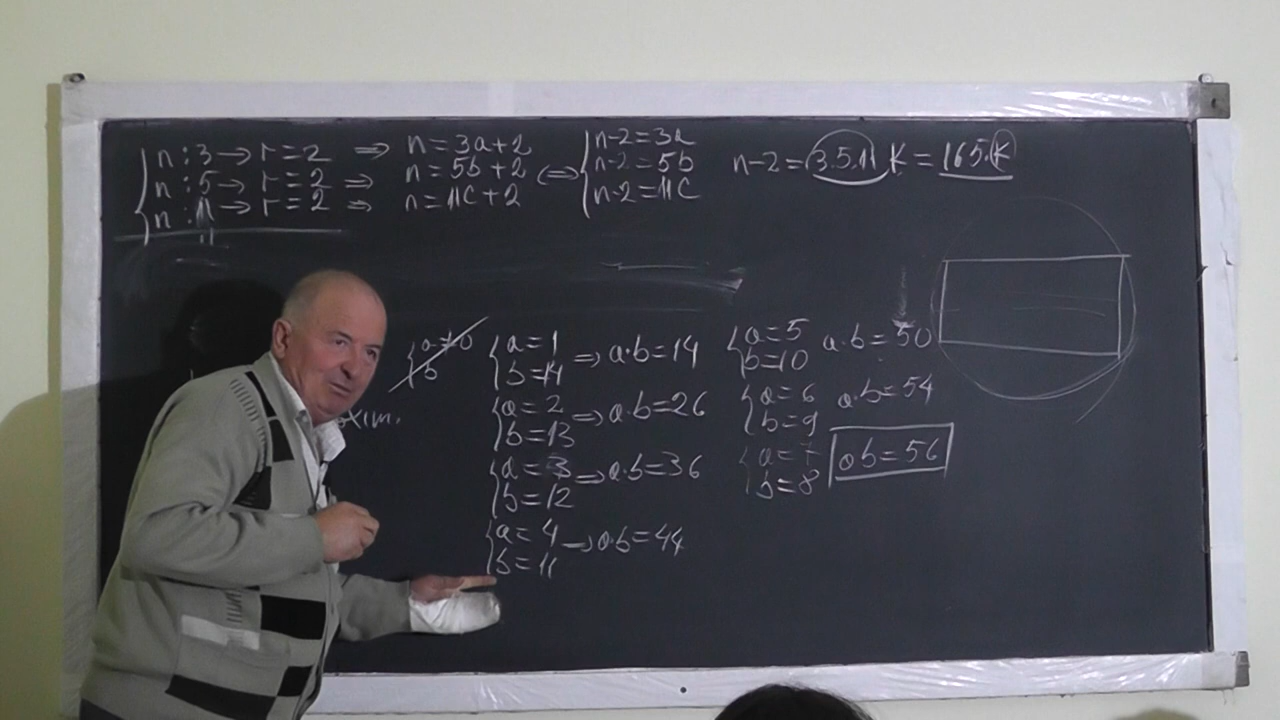 n : 3 → r = 2 ⇒ n = 3a + 2 n-2 = 3a
n : 5 → r = 2 ⇒ n = 5b + 2 ⇔ n-2 = 5b n-2 = 3.5.11 K = 165.K
n : 11 → r = 2 ⇒ n = 11C + 2 n-2 = 11C
a = 0
b
a = 1
b = 14 ⇒ a·b = 14
a = 2
b = 13 ⇒ a·b = 26
a = 3
b = 12 ⇒ a·b = 36
a = 4
b = 11 → a·b = 44
a = 5
b = 10 a·b = 50
a = 6
b = 9 a·b = 54
a = 7
b = 8 ab = 56